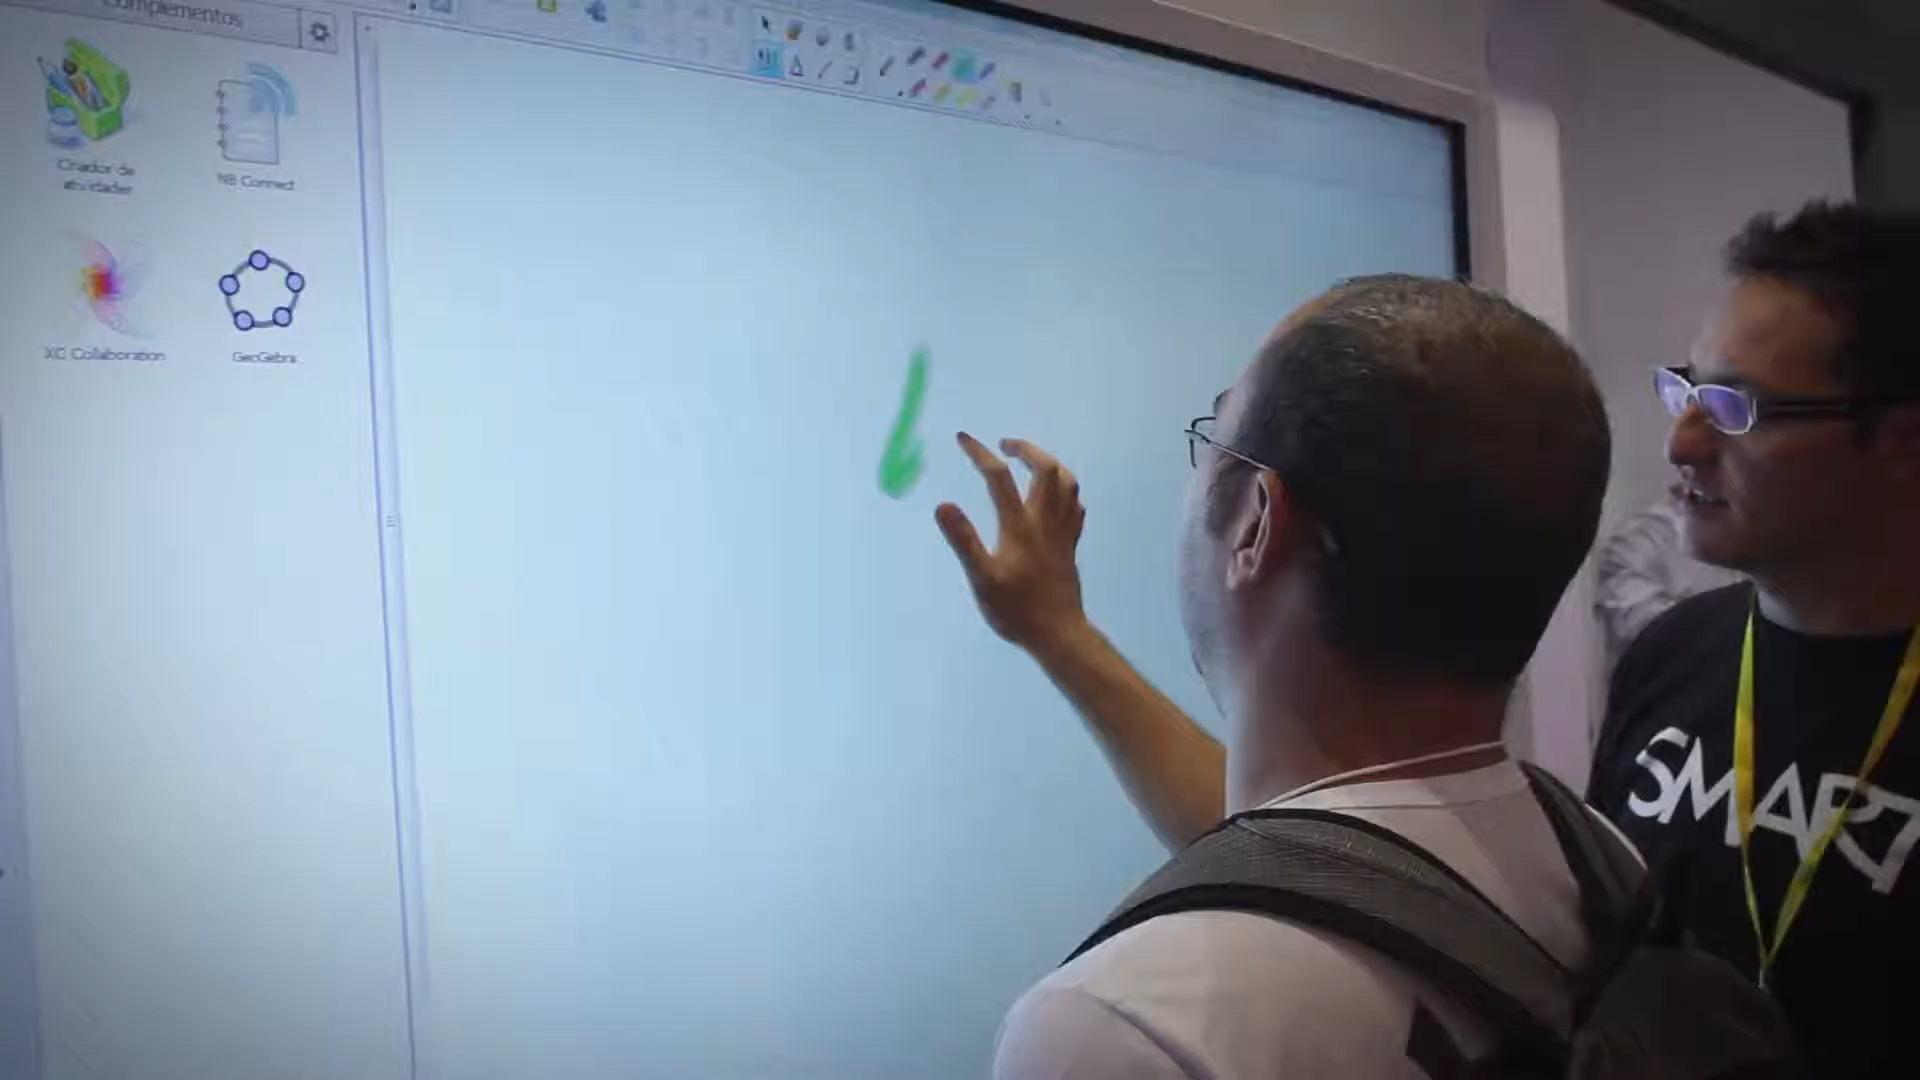 Complementos
Criador de
atividades
NB Connect
XC Collaboration
GeoGebra
SMART